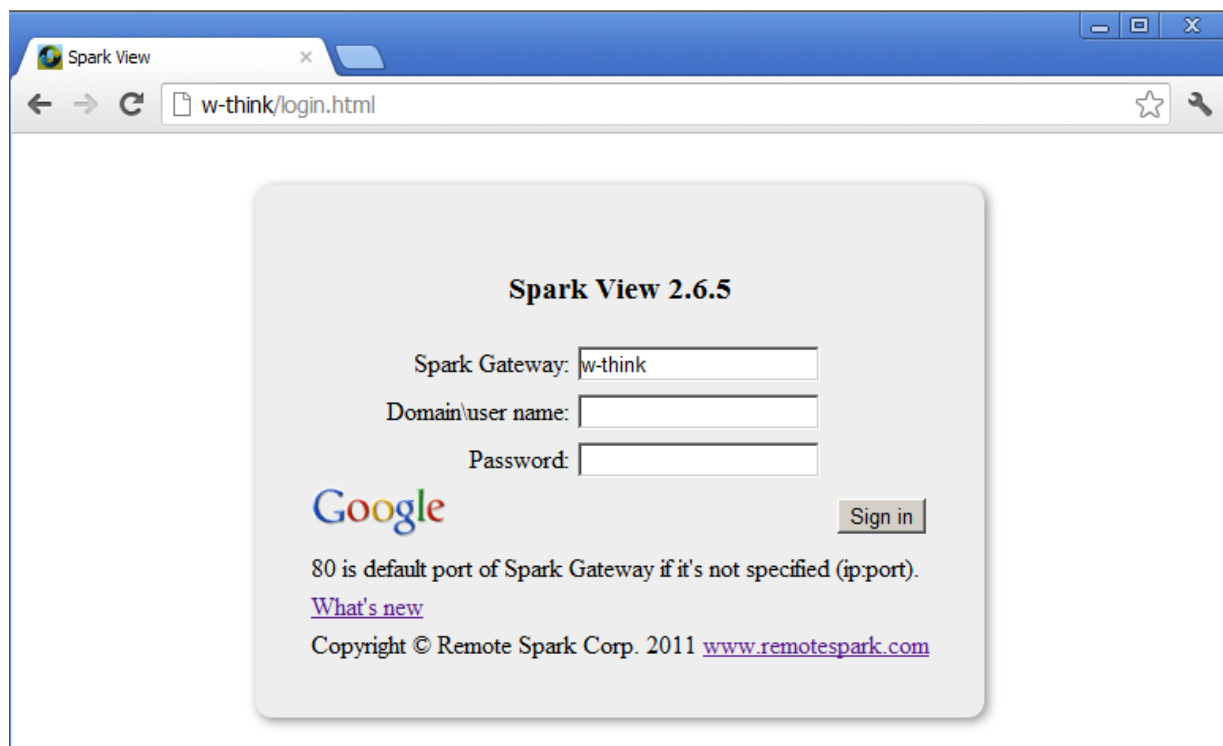 Spark View
w-think/login.html
Spark View 2.6.5
Spark Gateway: w-think
Domain\user name:
Password:
Google
Sign in
80 is default port of Spark Gateway if it's not specified (ip:port).
What's new
Copyright © Remote Spark Corp. 2011 www.remotespark.com